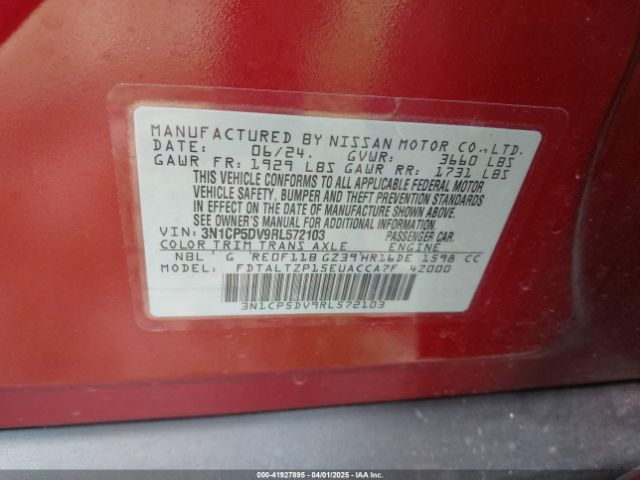 MANUFACTURED BY NISSAN MOTOR CO.,LTD.
DATE: 06/24. GVWR: 3660 LBS
GAWR FR: 1929 LBS GAWR RR: 1731 LBS
THIS VEHICLE CONFORMS TO ALL APPLICABLE FEDERAL MOTOR
VEHICLE SAFETY, BUMPER AND THEFT PREVENTION STANDARDS
IN EFFECT ON THE DATE OF MANUFACTURE SHOWN ABOVE.
SEE OWNER'S MANUAL FOR ADDITIONAL INFORMATION.
VIN: 3N1CP5DV9RL572103 PASSENGER CAR.
COLOR TRIM TRANS AXLE ENGINE
NBL G RE0F11B GZ39 HR16DE 1598 CC
MODEL: FDTALTZP15EUACCA7F 4Z000
3N1CP5DV9RL572103
000-41927895 - 04/01/2025 - IAAI.COM